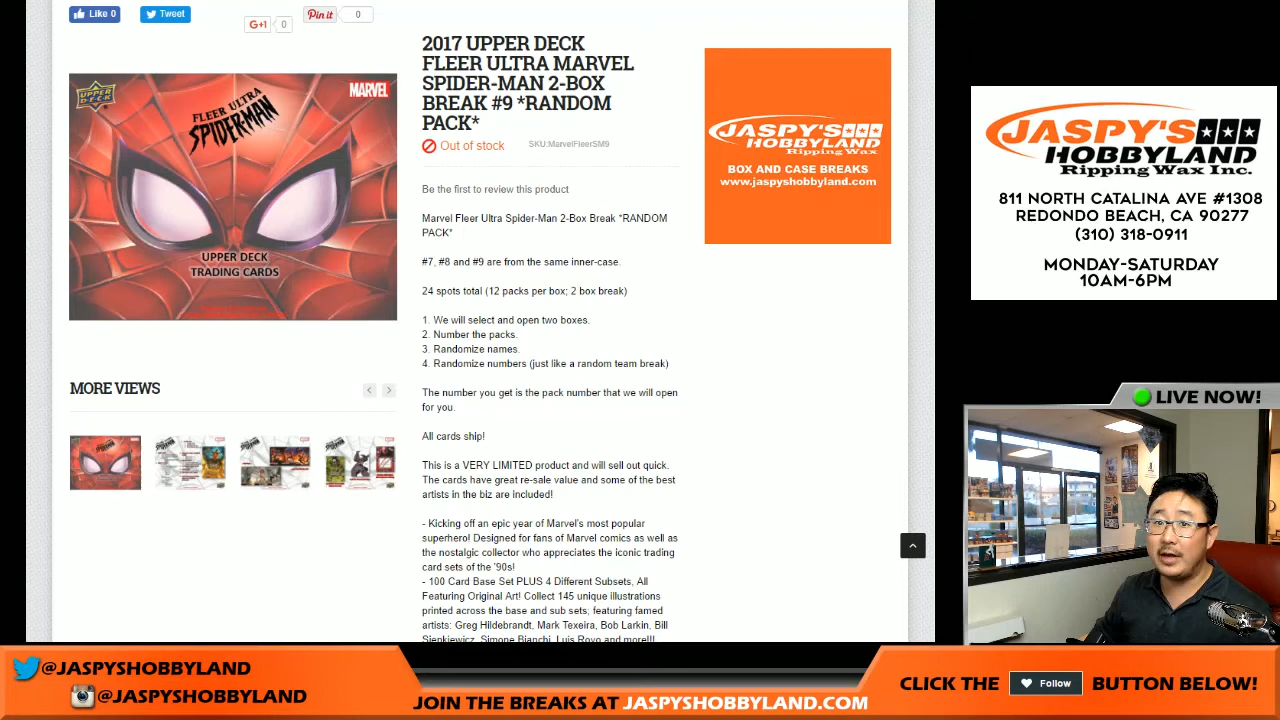 Like 0
Tweet
G+1
0
Pin it
0
2017 UPPER DECK
FLEER ULTRA MARVEL
SPIDER-MAN 2-BOX
BREAK #9 *RANDOM
PACK*
Out of stock
SKU:MarvelFleerSM9
Be the first to review this product
Marvel Fleer Ultra Spider-Man 2-Box Break *RANDOM
PACK*
#7, #8 and #9 are from the same inner-case.
24 spots total (12 packs per box; 2 box break)
1. We will select and open two boxes.
2. Number the packs.
3. Randomize names.
4. Randomize numbers (just like a random team break)
The number you get is the pack number that we will open
for you.
All cards ship!
This is a VERY LIMITED product and will sell out quick.
The cards have great re-sale value and some of the best
artists in the biz are included!
- Kicking off an epic year of Marvel's most popular
superhero! Designed for fans of Marvel comics as well as
the nostalgic collector who appreciates the iconic trading
card sets of the '90s!
- 100 Card Base Set PLUS 4 Different Subsets, All
Featuring Original Art! Collect 145 unique illustrations
printed across the base and sub sets; featuring famed
artists: Greg Hildebrandt, Mark Texeira, Bob Larkin, Bill
Sienkiewicz, Simone Bianchi, Luis Royo and more!!!
UPPER DECK
MARVEL
FLEER ULTRA
SPIDER-MAN
UPPER DECK
TRADING CARDS
MORE VIEWS
JASPY'S
HOBBYLAND
Ripping Wax
BOX AND CASE BREAKS
www.jaspyshobbyland.com
JASPY'S
HOBBYLAND
Ripping Wax Inc.
811 NORTH CATALINA AVE #1308
REDONDO BEACH, CA 90277
(310) 318-0911
MONDAY-SATURDAY
10AM-6PM
LIVE NOW!
@JASPYSHOBBYLAND
@JASPYSHOBBYLAND
JOIN THE BREAKS AT JASPYSHOBBYLAND.COM
CLICK THE Follow BUTTON BELOW!